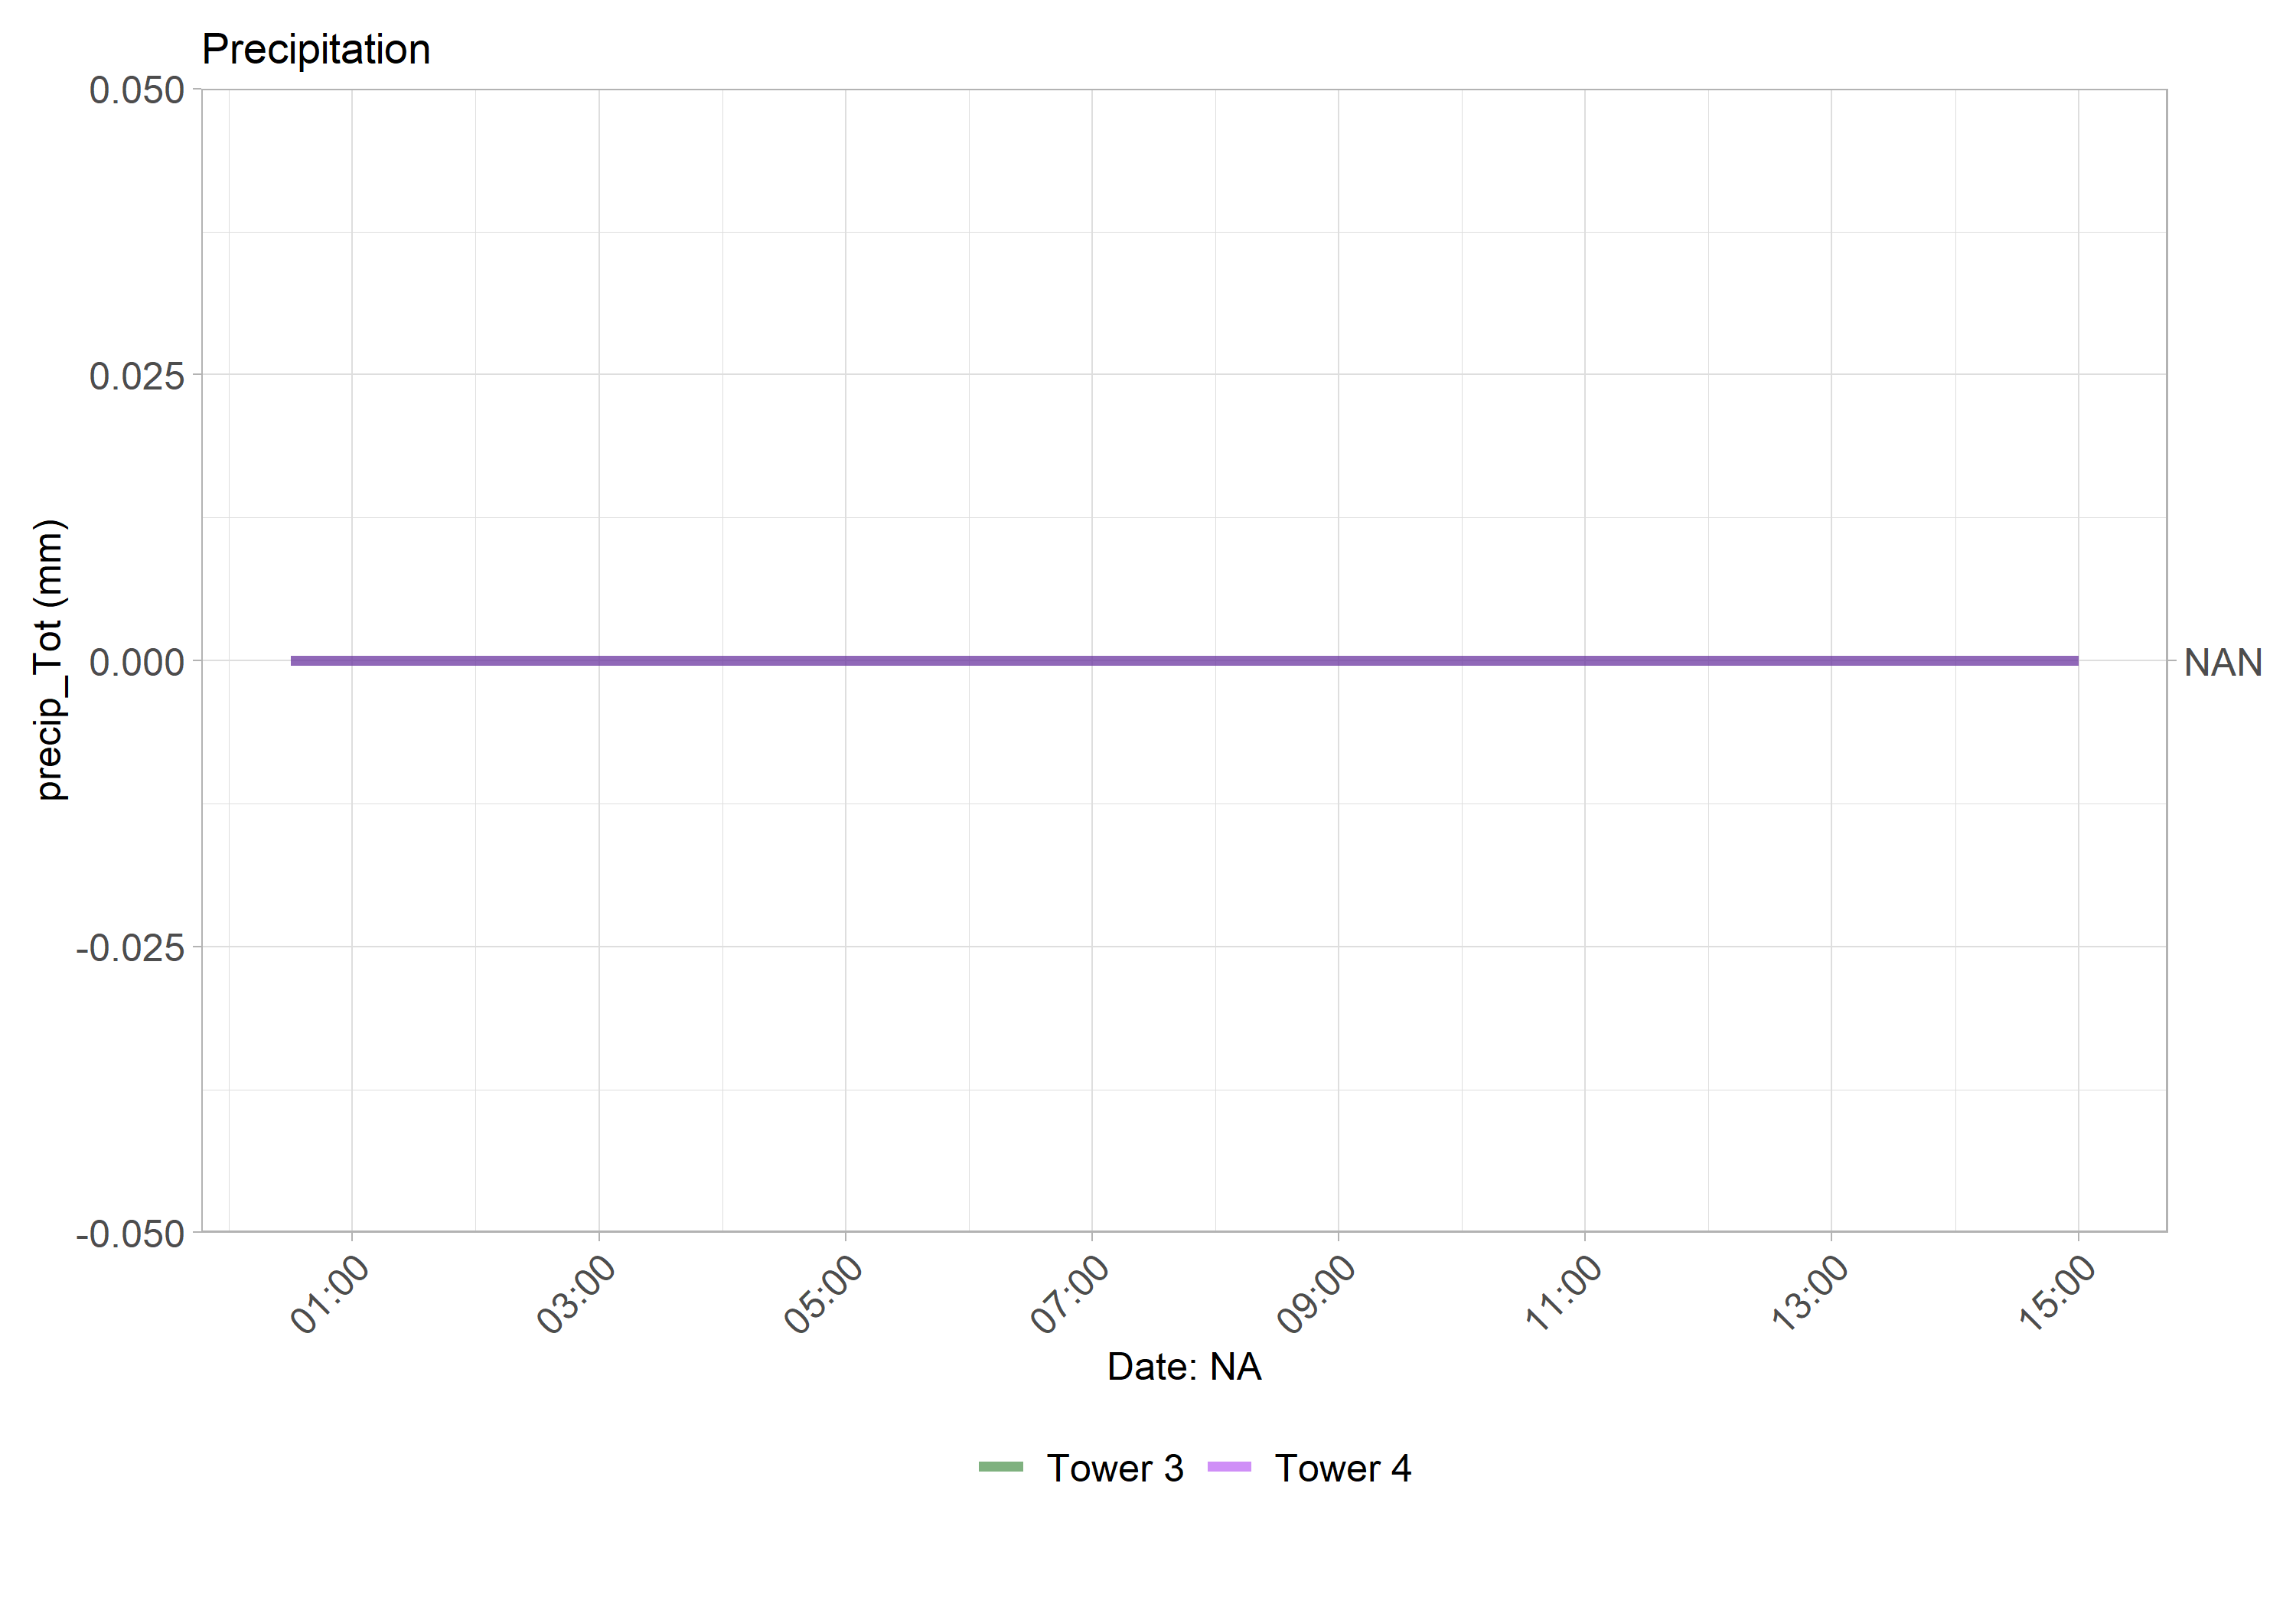 Precipitation
0.050
0.025
0.000
-0.025
-0.050
precip_Tot (mm)
NAN
01:00 03:00 05:00 07:00 09:00 11:00 13:00 15:00
Date: NA
Tower 3 Tower 4